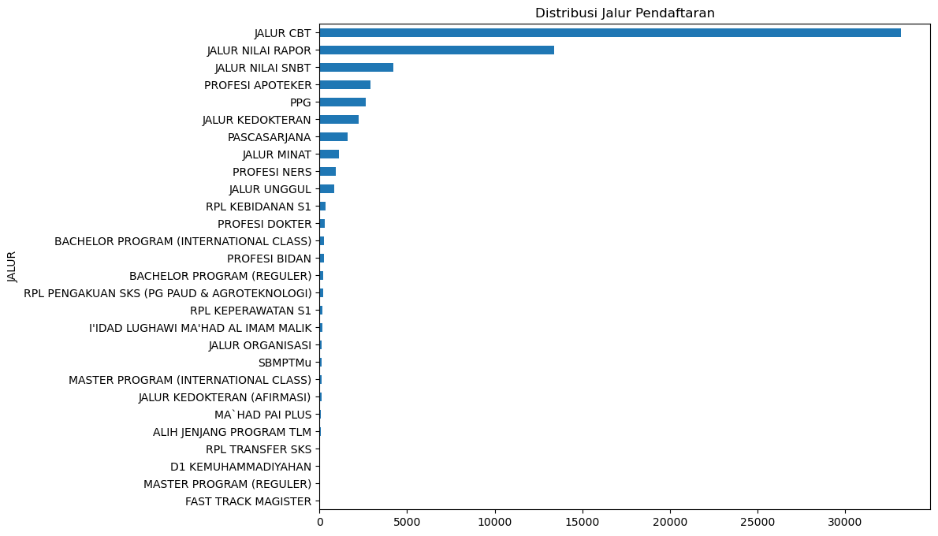 Distribusi Jalur Pendaftaran
JALUR
JALUR CBT
JALUR NILAI RAPOR
JALUR NILAI SNBT
PROFESI APOTEKER
PPG
JALUR KEDOKTERAN
PASCASARJANA
JALUR MINAT
PROFESI NERS
JALUR UNGGUL
RPL KEBIDANAN S1
PROFESI DOKTER
BACHELOR PROGRAM (INTERNATIONAL CLASS)
PROFESI BIDAN
BACHELOR PROGRAM (REGULER)
RPL PENGAKUAN SKS (PG PAUD & AGROTEKNOLOGI)
RPL KEPERAWATAN S1
I'IDAD LUGHAWI MA'HAD AL IMAM MALIK
JALUR ORGANISASI
SBMPTMu
MASTER PROGRAM (INTERNATIONAL CLASS)
JALUR KEDOKTERAN (AFIRMASI)
MA`HAD PAI PLUS
ALIH JENJANG PROGRAM TLM
RPL TRANSFER SKS
D1 KEMUHAMMADIYAHAN
MASTER PROGRAM (REGULER)
FAST TRACK MAGISTER
0 5000 10000 15000 20000 25000 30000